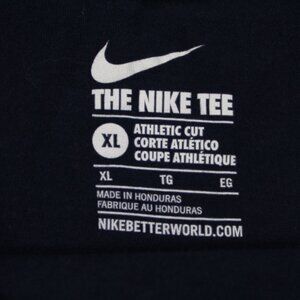 THE NIKE TEE
XL
ATHLETIC CUT
CORTE ATLÉTICO
COUPE ATHLÉTIQUE
XL TG EG
MADE IN HONDURAS
FABRIQUE AU HONDURAS
NIKEBETTERWORLD.COM